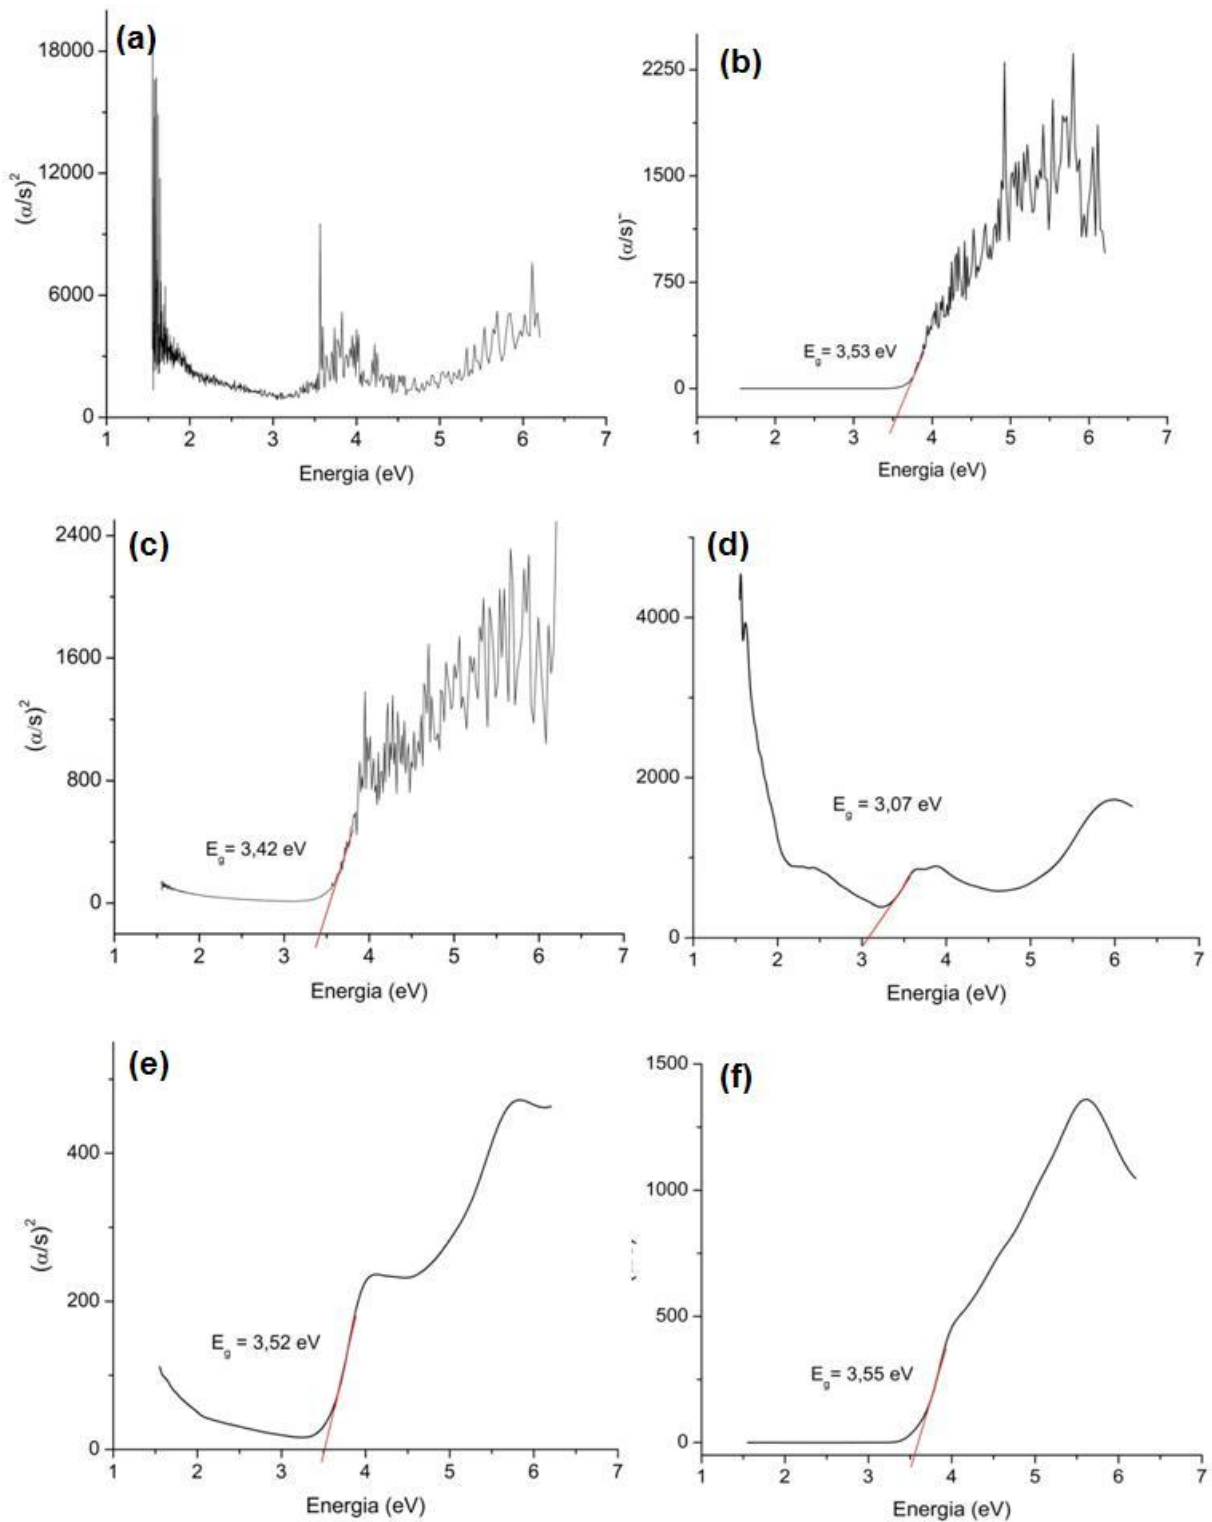 (a)
18000
12000
6000
0
(α/s)²
1 2 3 4 5 6 7
Energia (eV)
(b)
2250
1500
750
0
(α/s)
E_g = 3,53 eV
1 2 3 4 5 6 7
Energia (eV)
(c)
2400
1600
800
0
(α/s)²
E_g = 3,42 eV
1 2 3 4 5 6 7
Energia (eV)
(d)
4000
2000
0
E_g = 3,07 eV
1 2 3 4 5 6 7
Energia (eV)
(e)
400
200
0
(α/s)²
E_g = 3,52 eV
1 2 3 4 5 6 7
Energia (eV)
(f)
1500
1000
500
0
E_g = 3,55 eV
1 2 3 4 5 6 7
Energia (eV)